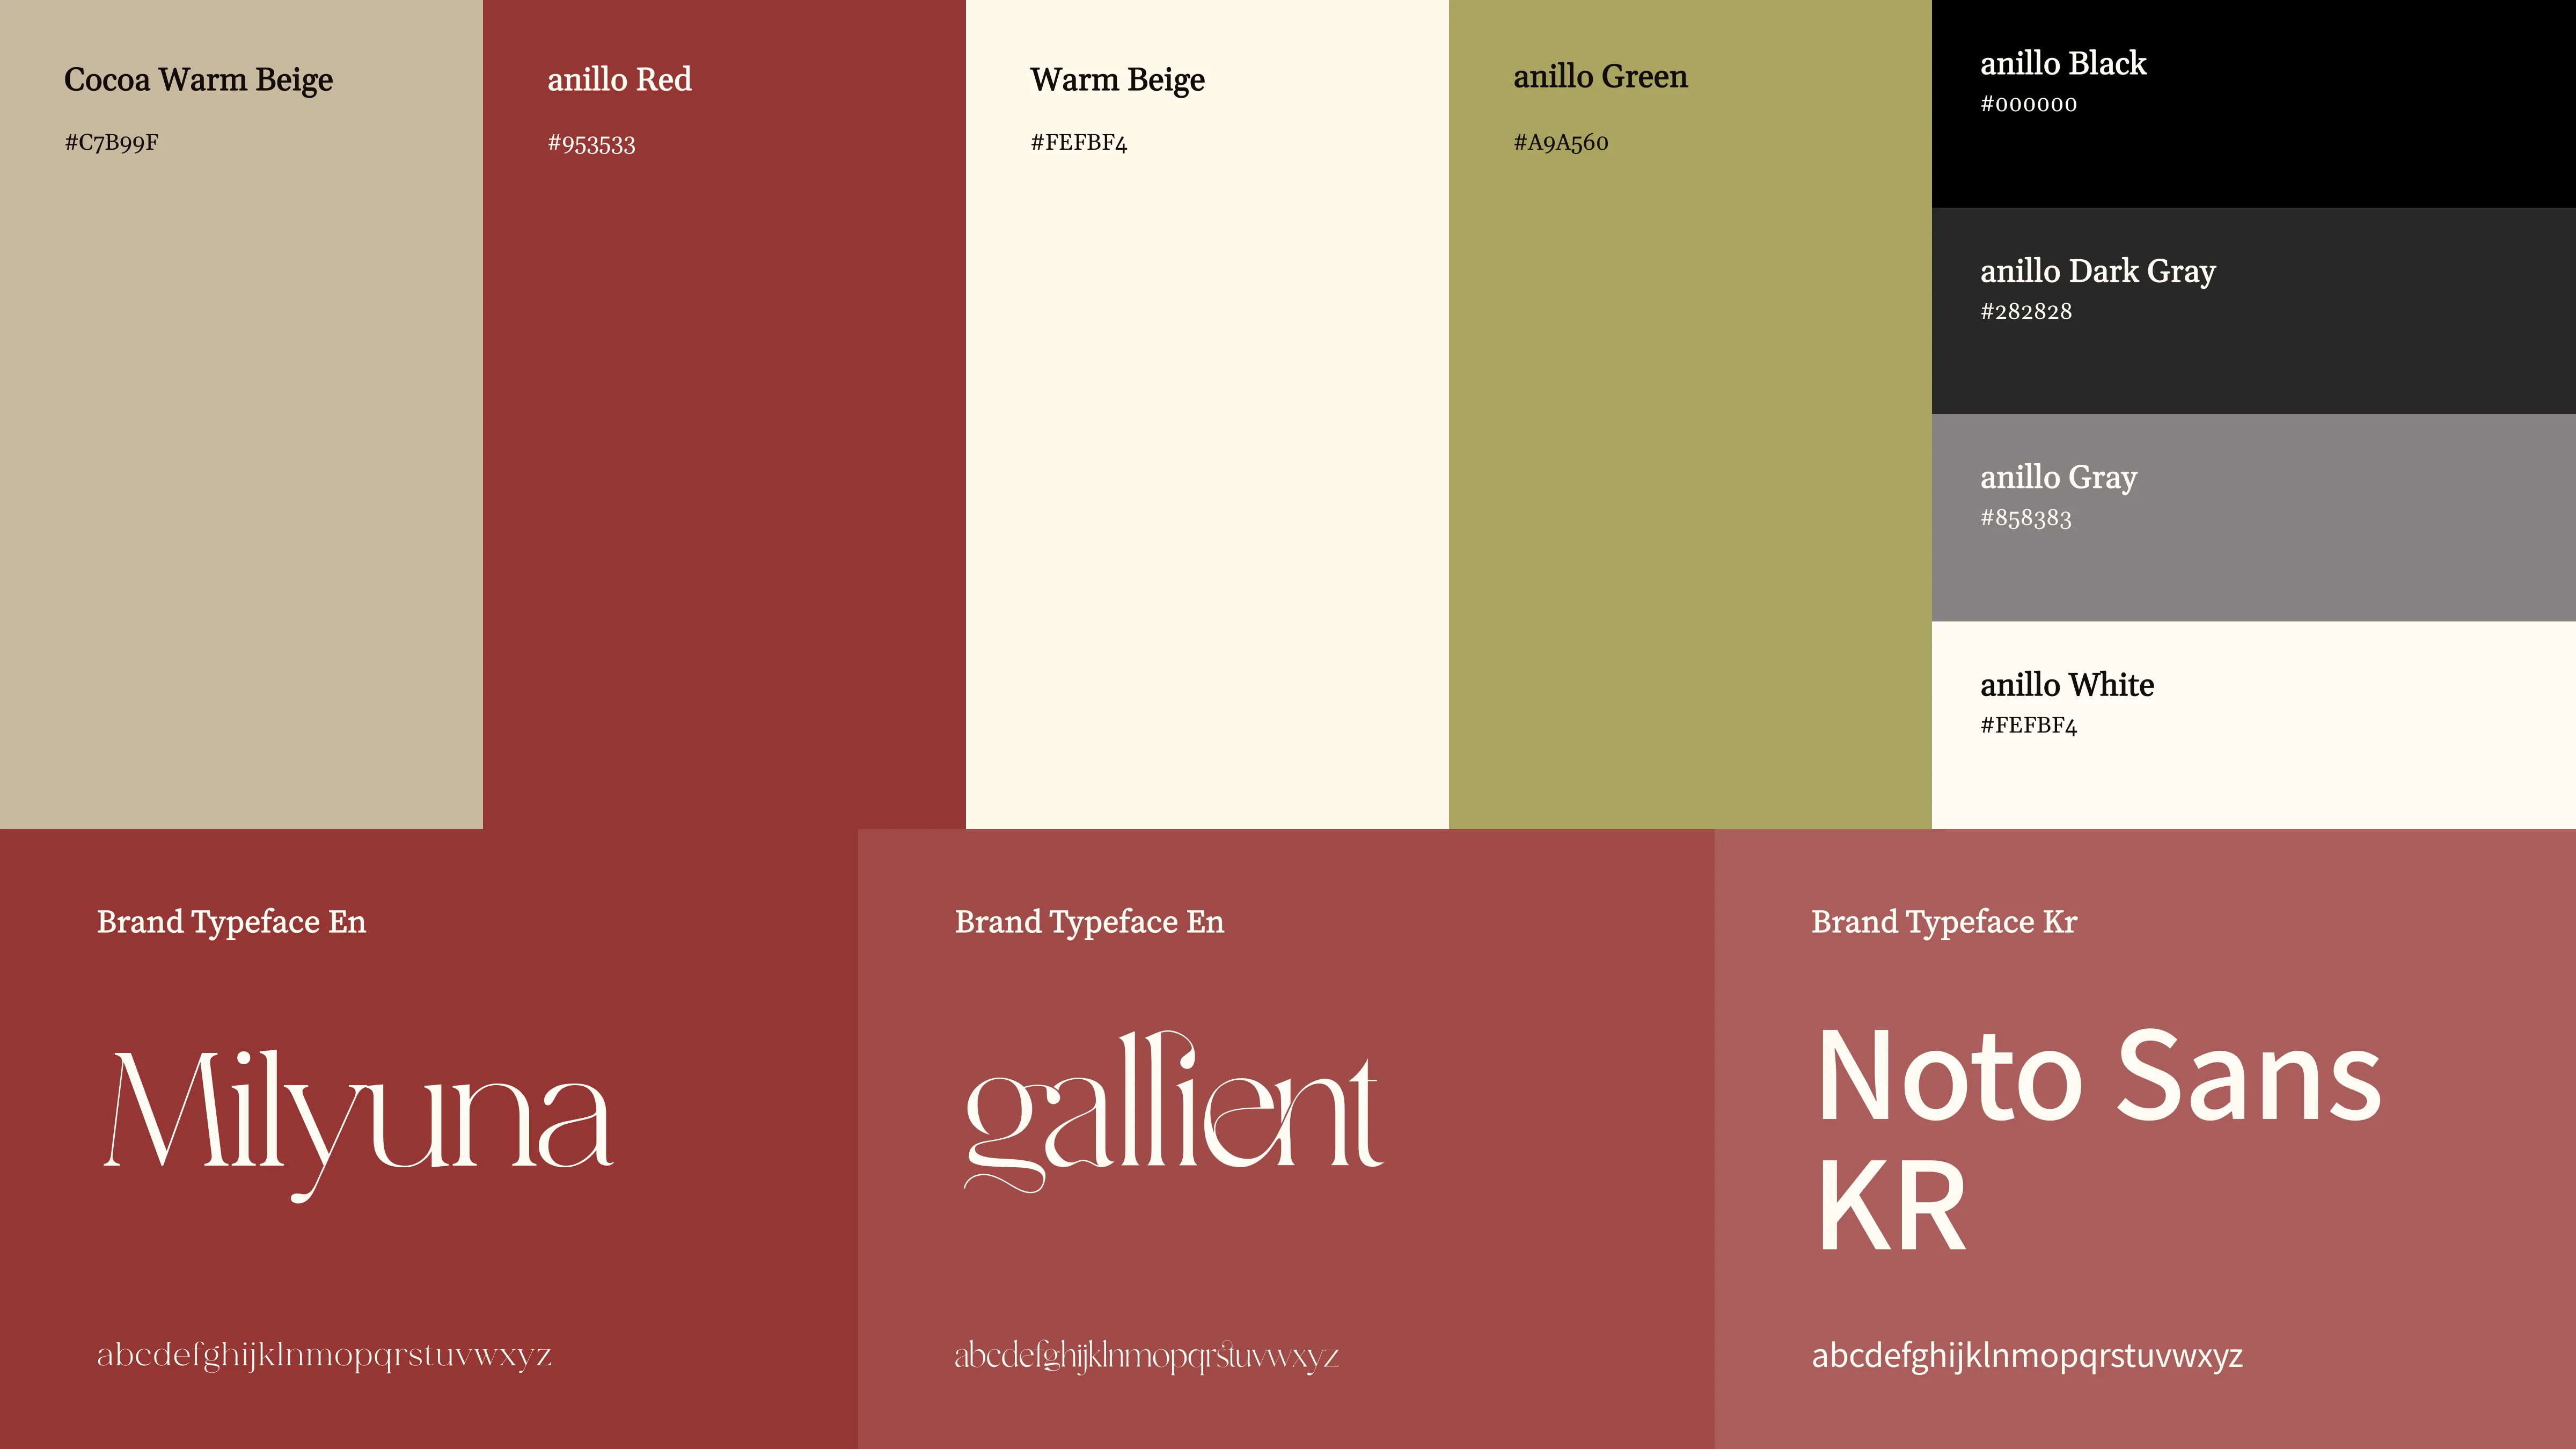 Cocoa Warm Beige
#C7B99F
anillo Red
#953533
Warm Beige
#FEFBF4
anillo Green
#A9A560
anillo Black
#000000
anillo Dark Gray
#282828
anillo Gray
#858383
anillo White
#FEFBF4
Brand Typeface En
Milyuna
abcdefghijklnmopqrstuvwxyz
Brand Typeface En
gallient
abcdefghijklnmopqrstuvwxyz
Brand Typeface Kr
Noto Sans
KR
abcdefghijklnmopqrstuvwxyz